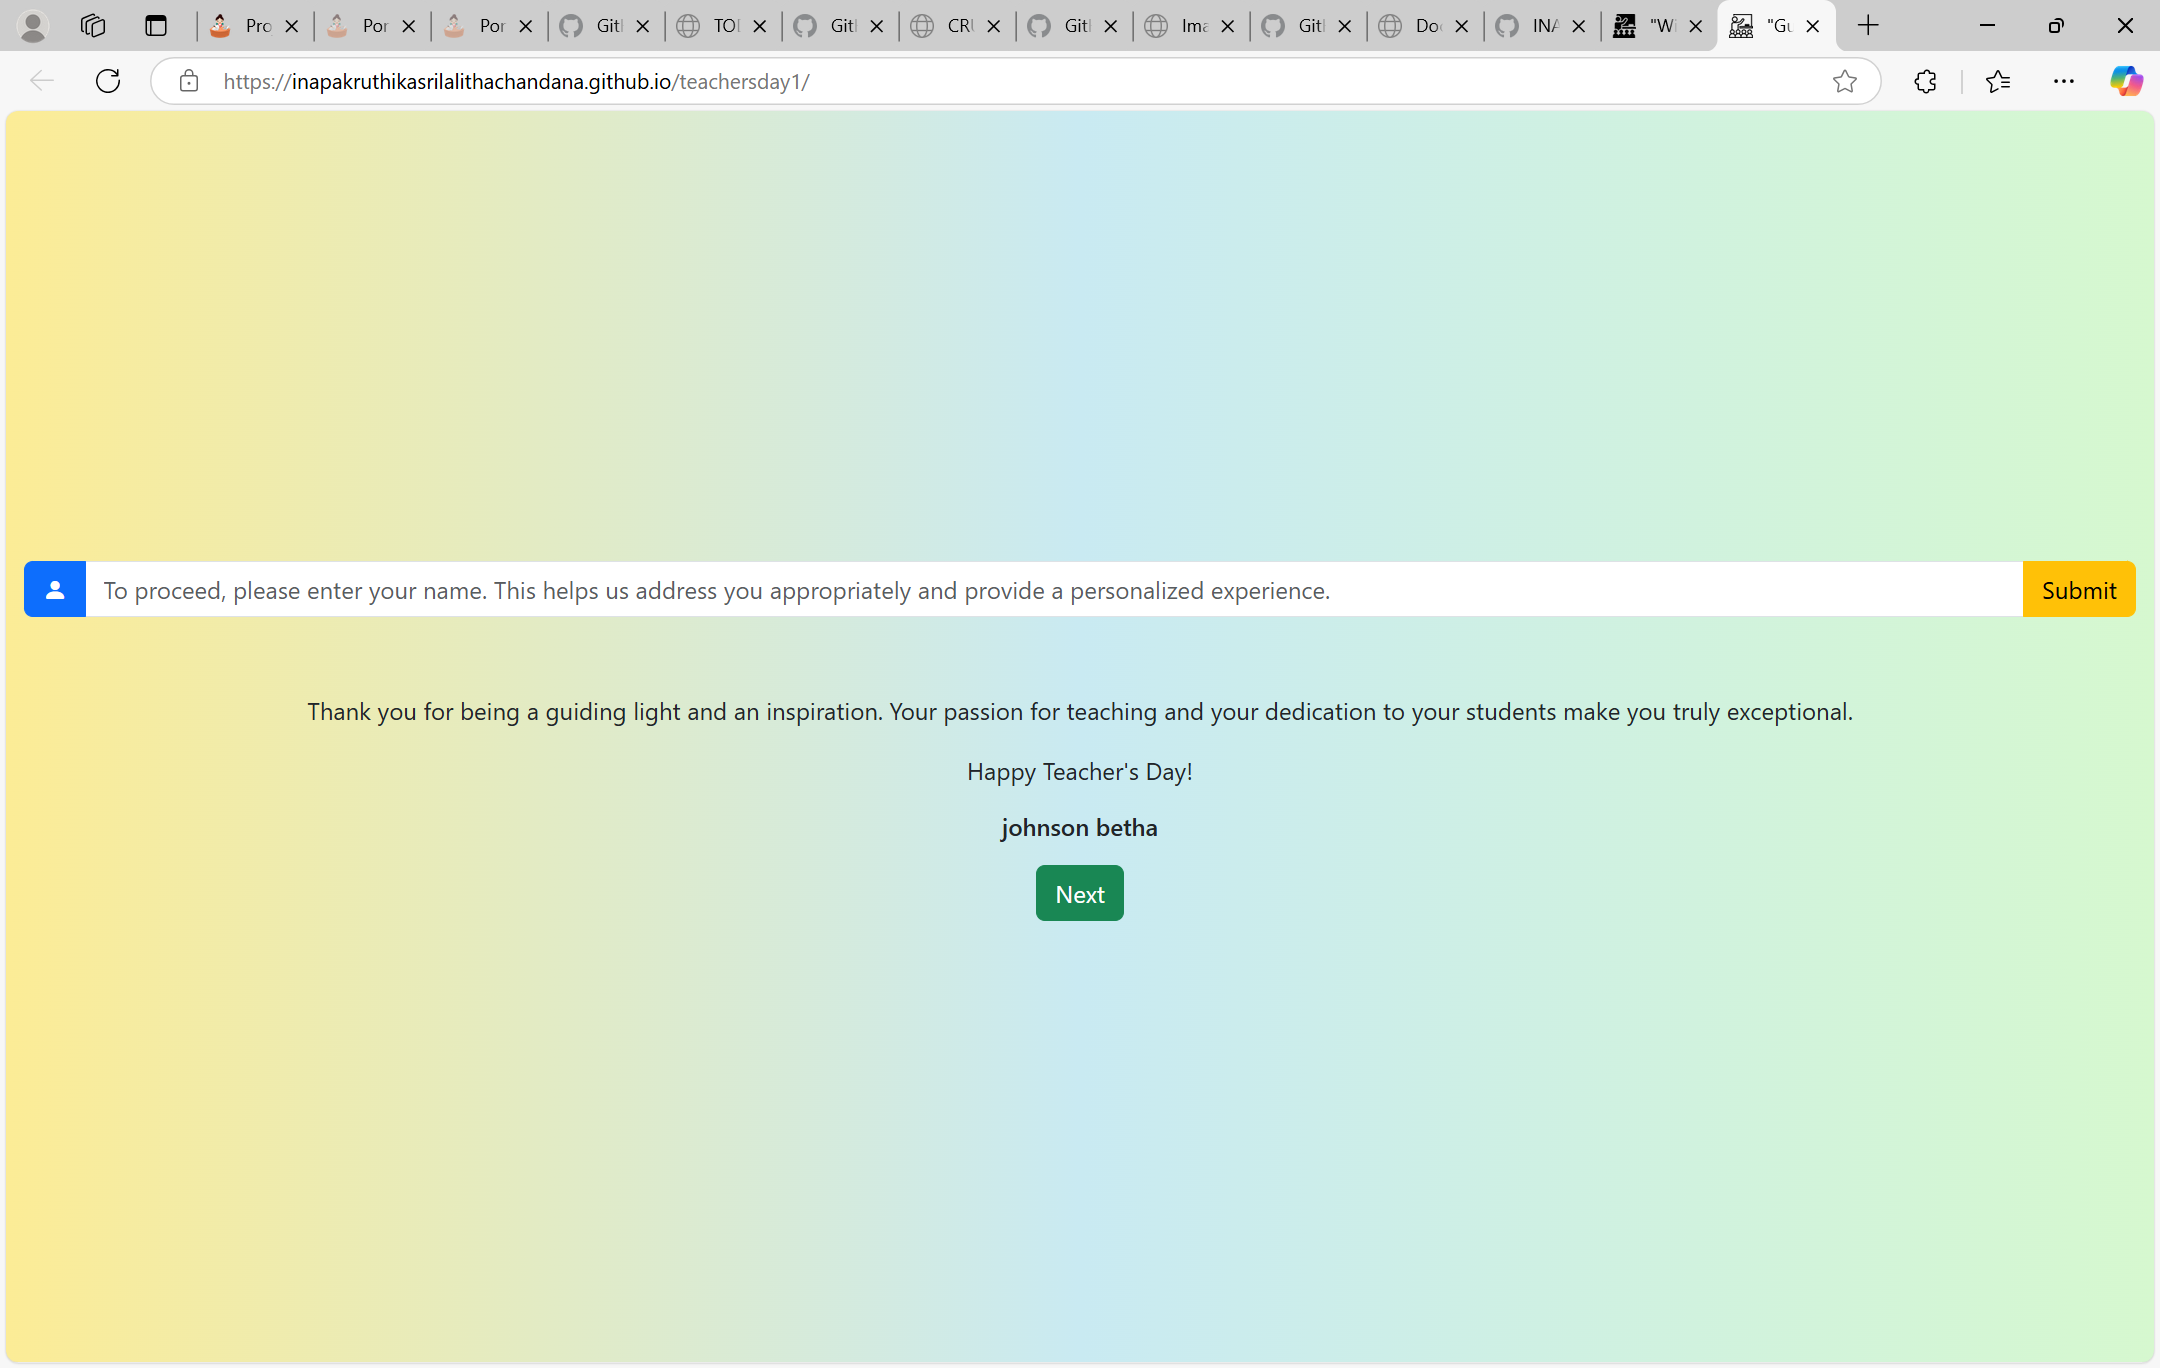 Pro
Por
Por
Git
TO
Git
CR
Git
Ima
Git
Do
INA
"Wi
"Gu
https://inapakruthikasrilalithachandana.github.io/teachersday1/
To proceed, please enter your name. This helps us address you appropriately and provide a personalized experience.
Submit
Thank you for being a guiding light and an inspiration. Your passion for teaching and your dedication to your students make you truly exceptional.
Happy Teacher's Day!
johnson betha
Next